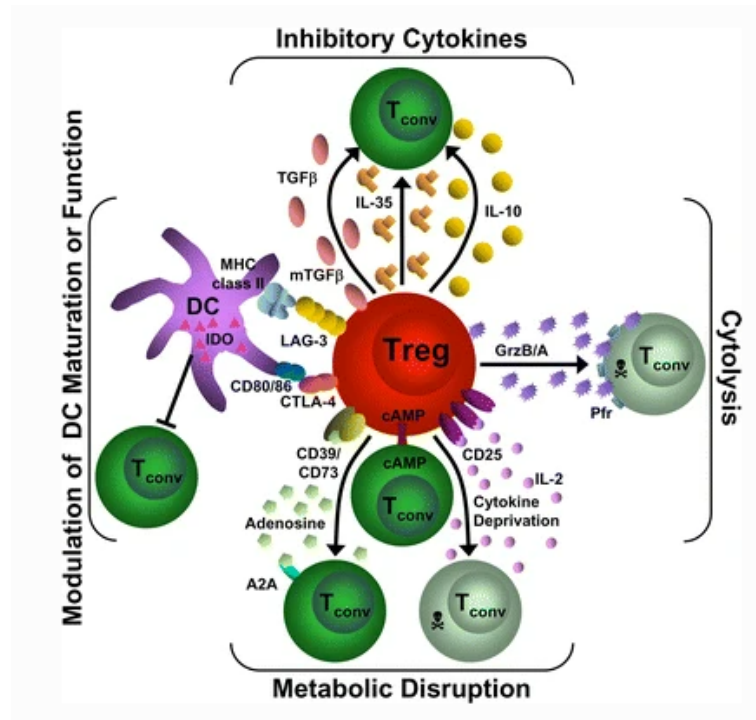 Inhibitory Cytokines
T conv
TGFβ
IL-35
IL-10
mTGFβ
Modulation of DC Maturation or Function
MHC
class II
DC
IDO
LAG-3
CD80/86
CTLA-4
T conv
Treg
cAMP
GrzB/A
T conv
Pfr
Cytolysis
CD39/
CD73
cAMP
T conv
CD25
IL-2
Cytokine
Deprivation
Adenosine
A2A
T conv
T conv
Metabolic Disruption